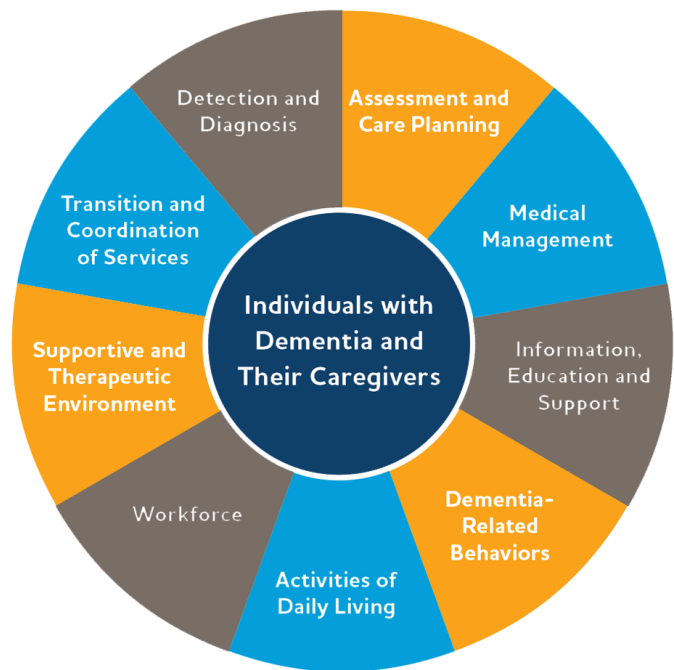 Detection and
Diagnosis
Assessment and
Care Planning
Medical
Management
Information,
Education and
Support
Dementia-
Related
Behaviors
Activities of
Daily Living
Workforce
Supportive and
Therapeutic
Environment
Transition and
Coordination
of Services
Individuals with
Dementia and
Their Caregivers